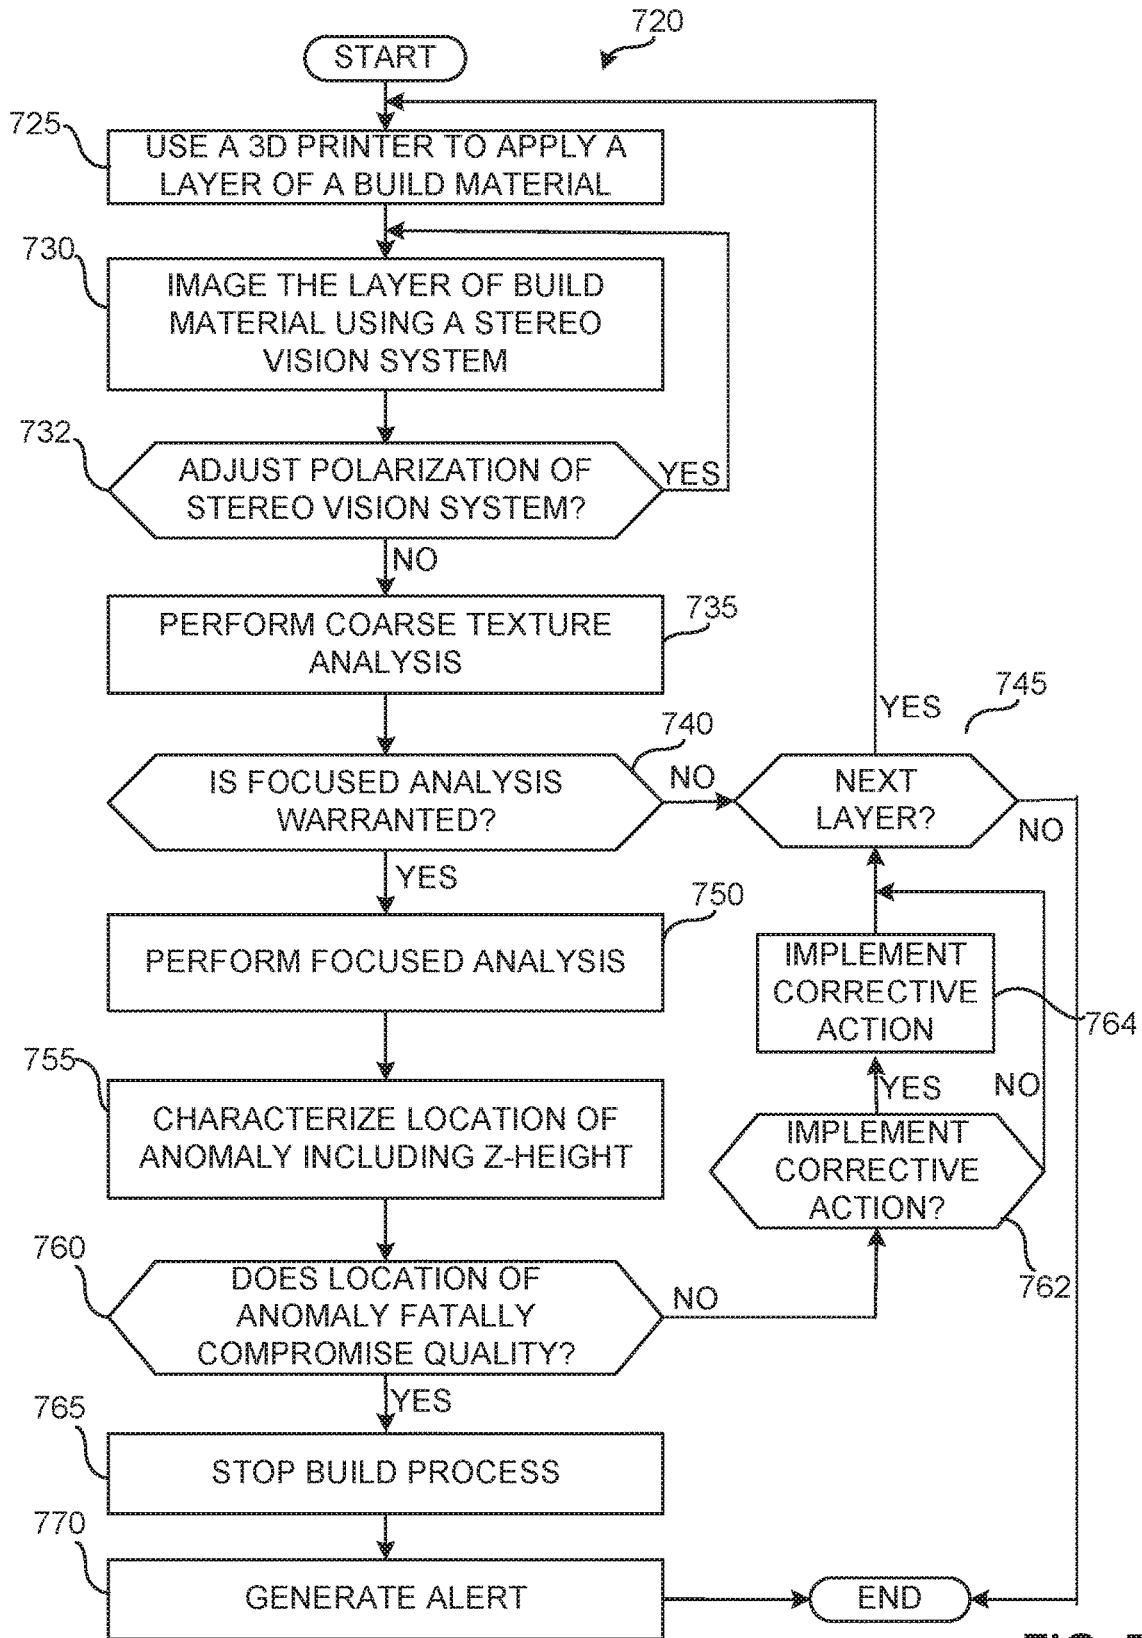 720
START
725
USE A 3D PRINTER TO APPLY A
LAYER OF A BUILD MATERIAL
730
IMAGE THE LAYER OF BUILD
MATERIAL USING A STEREO
VISION SYSTEM
732
ADJUST POLARIZATION OF
STEREO VISION SYSTEM?
YES
NO
PERFORM COARSE TEXTURE
ANALYSIS
735
740
IS FOCUSED ANALYSIS
WARRANTED?
NO
YES
745
YES
NEXT
LAYER?
NO
750
PERFORM FOCUSED ANALYSIS
IMPLEMENT
CORRECTIVE
ACTION
764
755
CHARACTERIZE LOCATION OF
ANOMALY INCLUDING Z-HEIGHT
YES
NO
IMPLEMENT
CORRECTIVE
ACTION?
762
760
DOES LOCATION OF
ANOMALY FATALLY
COMPROMISE QUALITY?
NO
YES
765
STOP BUILD PROCESS
770
GENERATE ALERT
END